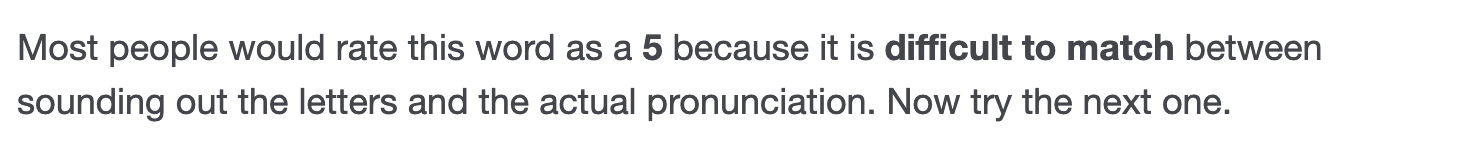 Most people would rate this word as a 5 because it is difficult to match between
sounding out the letters and the actual pronunciation. Now try the next one.